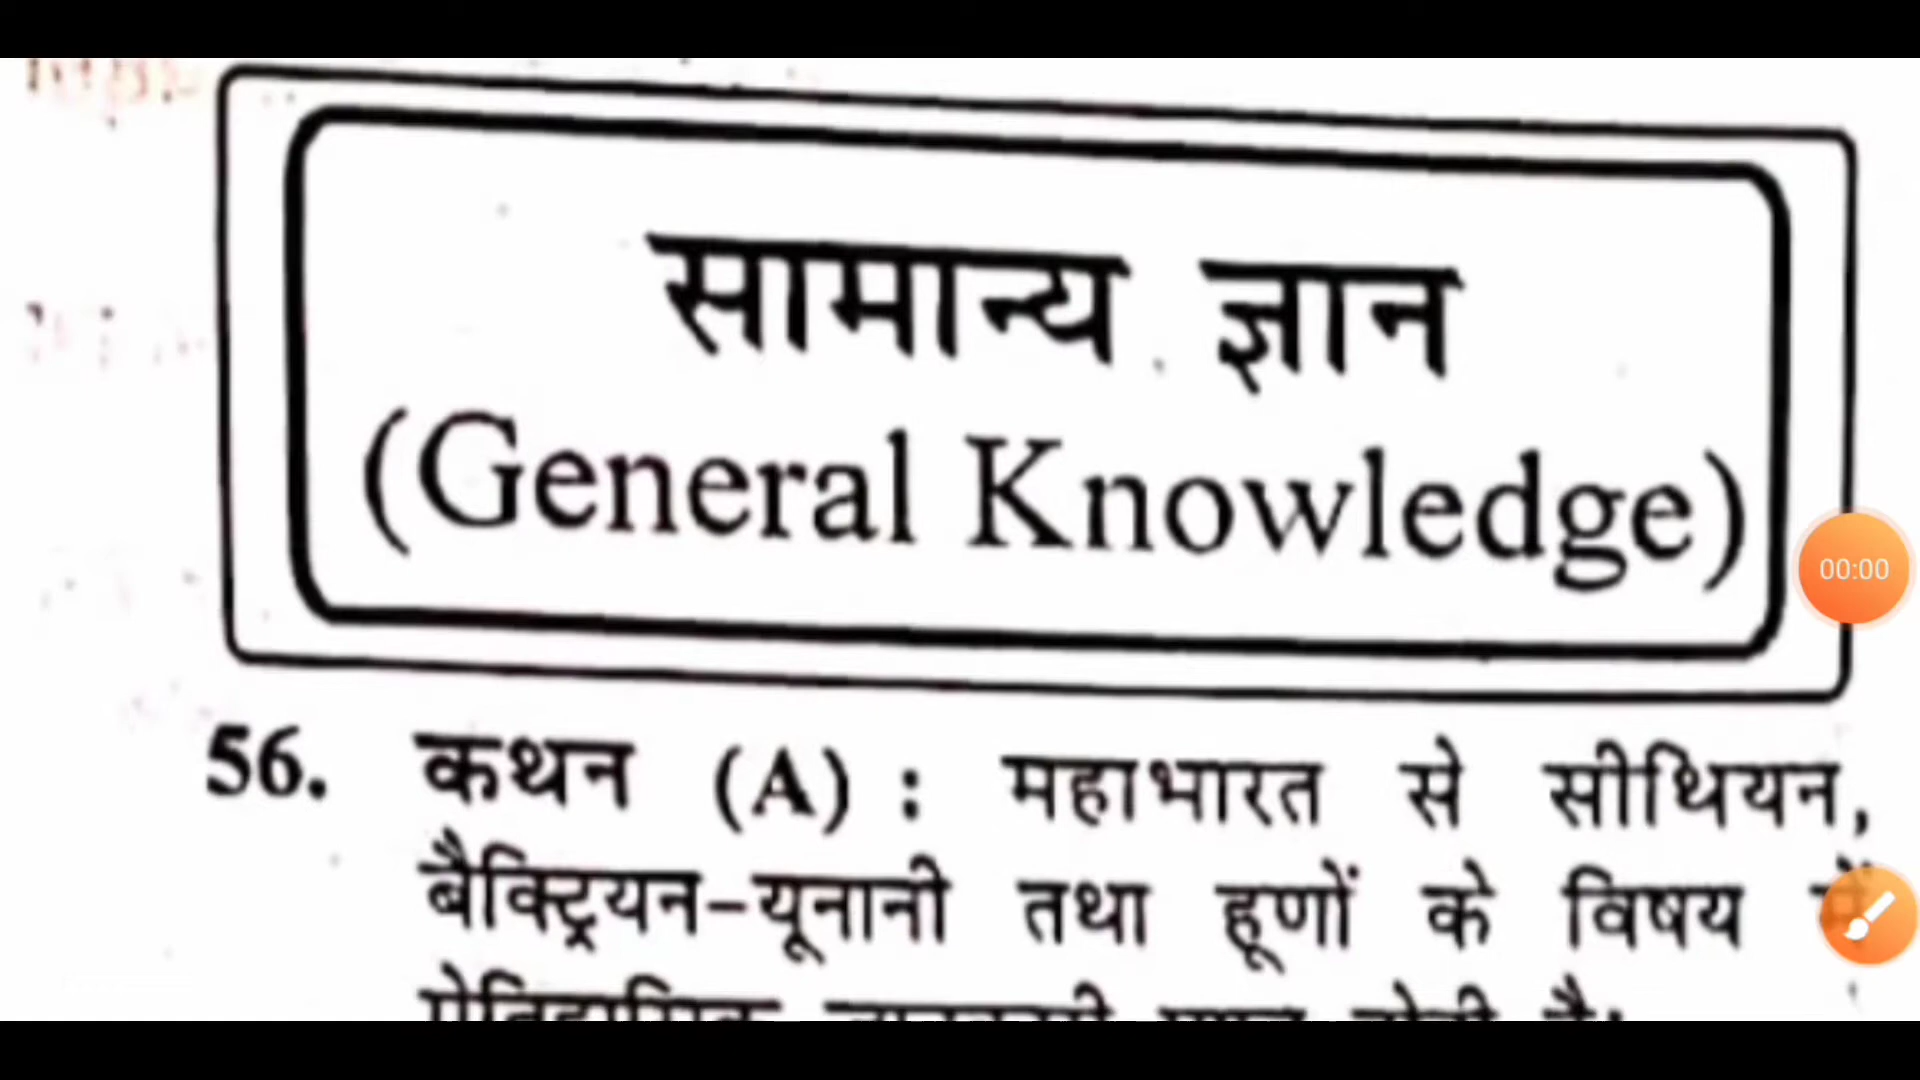 सामान्य ज्ञान
(General Knowledge)
00:00
56. कथन (A) : महाभारत से सीथियन,
बैक्ट्रियन-यूनानी तथा हूणों के विषय में